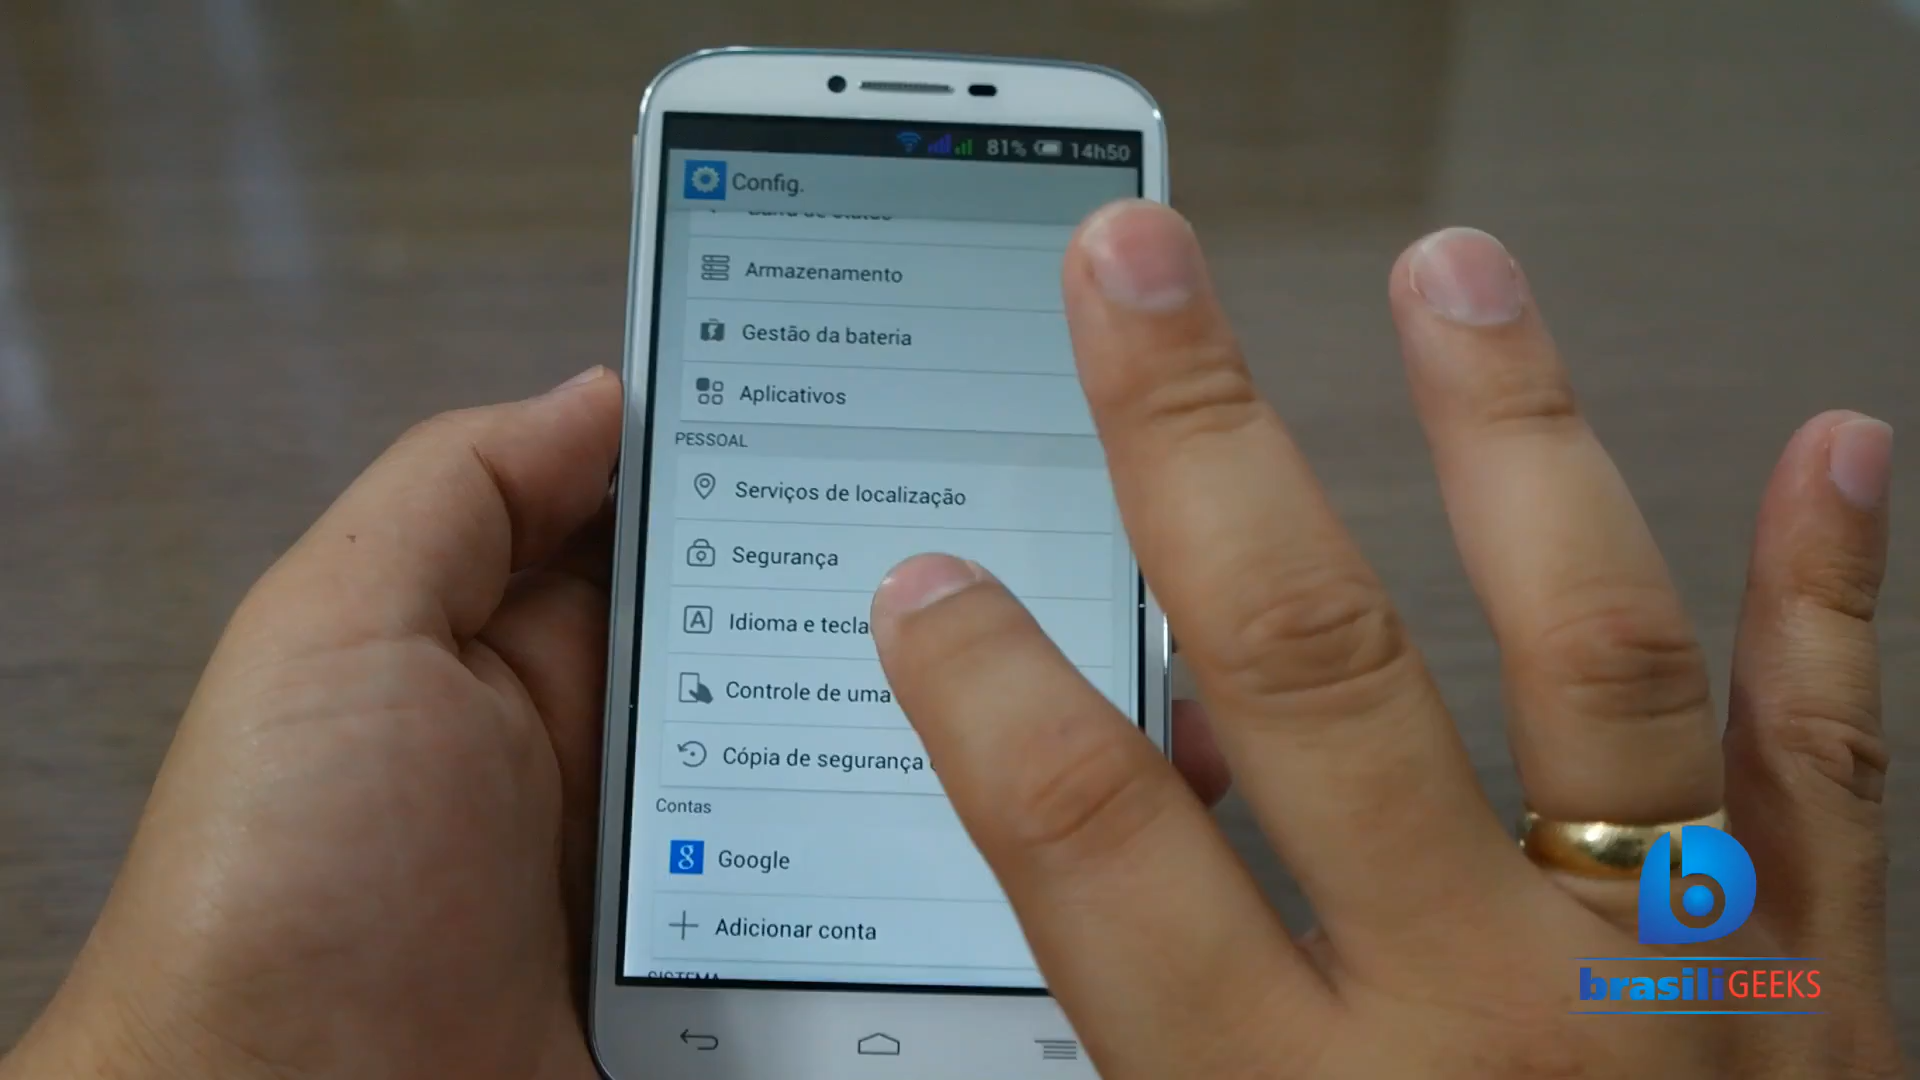 81% 14h50
Config.
Armazenamento
Gestão da bateria
Aplicativos
PESSOAL
Serviços de localização
Segurança
A Idioma e tecla
Controle de uma
Cópia de segurança
Contas
8 Google
Adicionar conta
SISTEMA
b
brasiliGEEKS